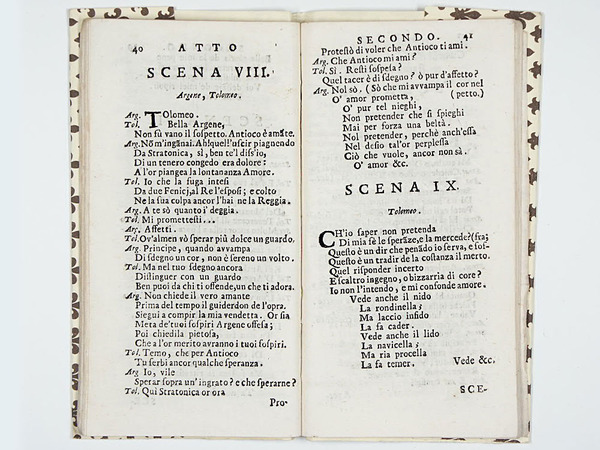 40 ATTO
SCENA VIII.
Argene, Tolomeo.
Arg. TOlomeo.
Tol. Bella Argene,
Non sù vano il sospetto. Antioco è amāte.
Arg. Nō m'ingānai. Ah! quel l'uscir piagnendo
Da Stratonica, sì, ben te'l diss'io,
Di un tenero congedo era dolore:
A l'or piangea la lontananza Amore.
Tol. Io che la fuga intesi
Da due Fenicj, al Re l'esposi; e colto
Ne la sua colpa ancor l'hai ne la Reggia.
Arg. A te sò quanto i' deggia.
Tol. Mi promettesti...
Arg. Affetti.
Tol. Ov'almen vò sperar più dolce un guardo.
Arg. Principe, quando avvampa
Di sdegno un cor, non è sereno un volto.
Tol. Ma nel tuo sdegno ancora
Distinguer con un guardo
Ben puoi da chi ti offende, un che ti adora.
Arg. Non chiede il vero amante
Prima del tempo il guiderdon de l'opra.
Siegui a compir la mia vendetta. Or sia
Meta de'tuoi sospiri Argene offesa;
Poi chiedila pietosa,
Che a l'or merito avranno i tuoi sospiri.
Tol. Temo, che per Antioco
Tu serbi ancor qualche speranza.
Arg. Io, vile
Sperar sopra un'ingrato? e che sperarne?
Tol. Quì Stratonica or ora
Pro-
SECONDO. 41
Protestò di voler che Antioco ti ami.
Arg. Che Antioco mi ami?
Tol. Sì. Resti sospesa?
Quel tacer è di sdegno? ò pur d'affetto?
Arg. Nol sò. (Sò che mi avvampa il cor nel
O' amor prometta, (petto.)
O' pur tel nieghi,
Non pretender che si spieghi
Mai per forza una beltà.
Nol pretender, perchè anch'essa
Nel desio tal'or perplessa
Ciò che vuole, ancor non sà.
O' amor &c.
SCENA IX.
Tolomeo.
CH'io saper non pretenda
Di mia fè le sperāze, e la mercede? (fra;
Questo è un dir che penādo io serva, e sof-
Questo è un tradir de la costanza il merto.
Quel risponder incerto
E scaltro ingegno, o bizzarria di core?
Io non l'intendo, e mi consonde amore.
Vede anche il nido
La rondinella;
Ma laccio infido
La fa cader.
Vede anche il lido
La navicella;
Ma ria procella
La fa temer. Vede &c.
SCE-